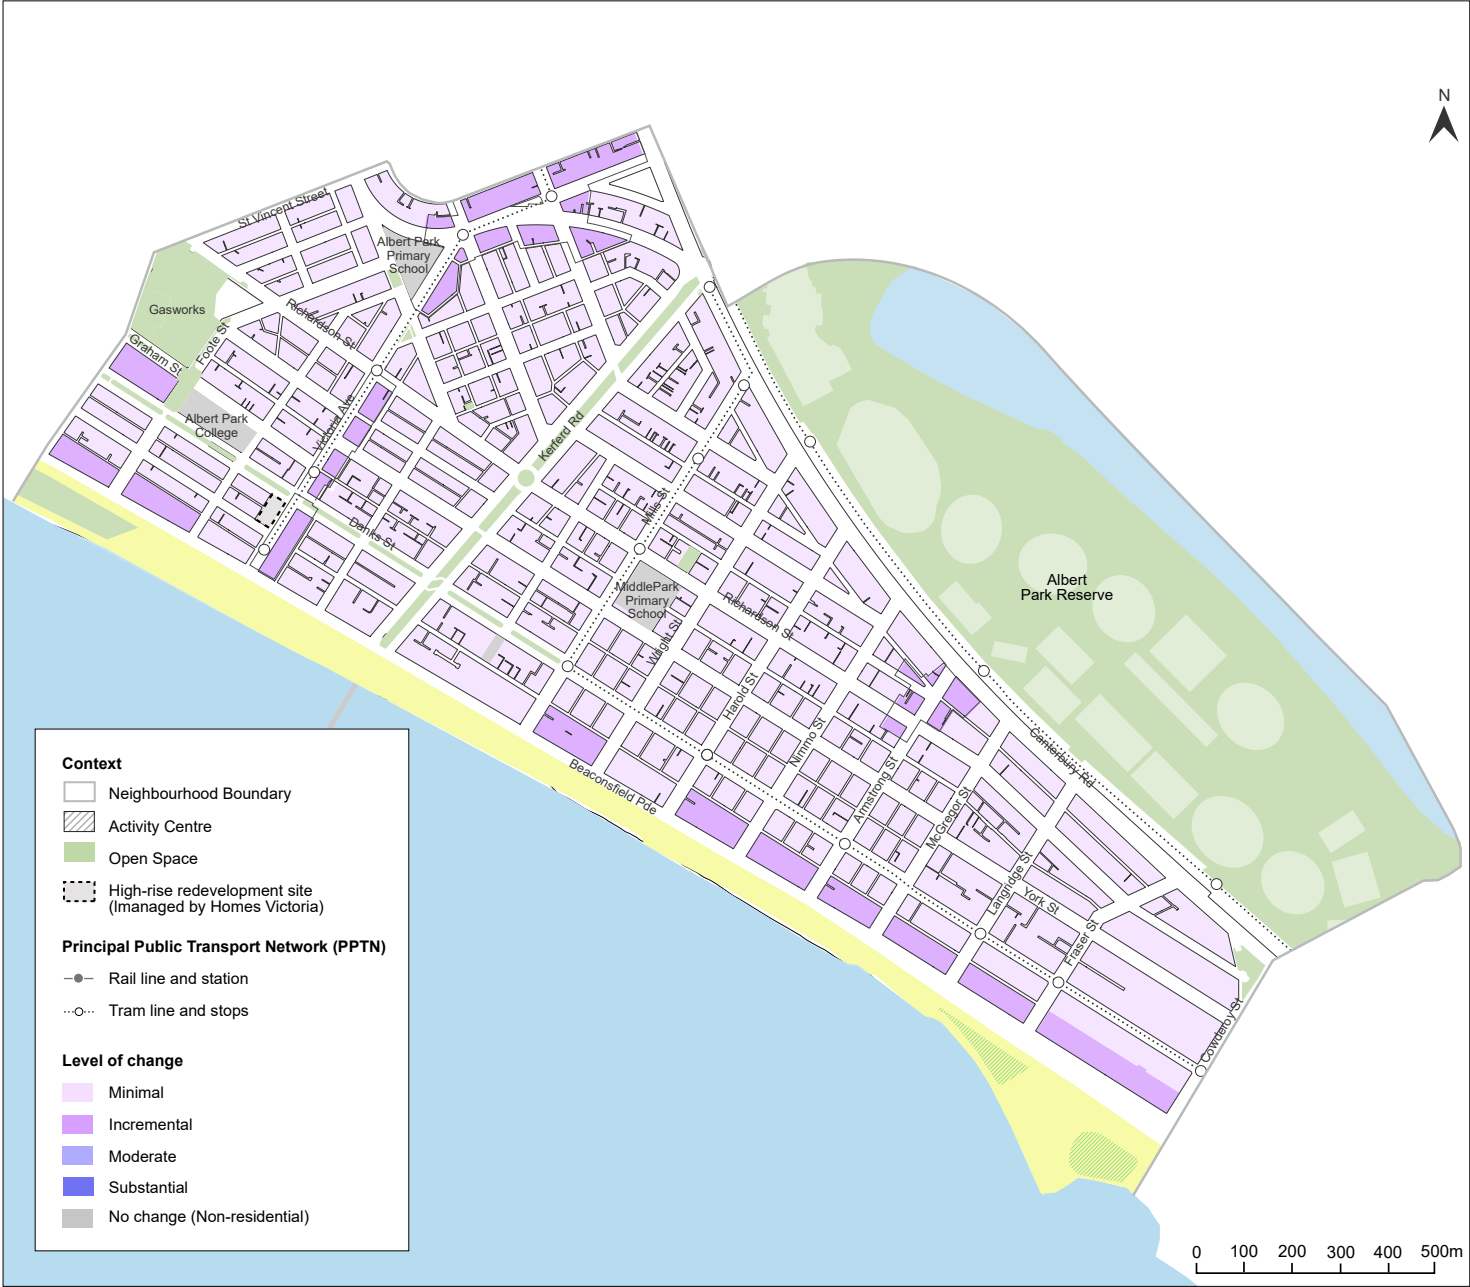 N
St Vincent Street
Albert Park
Primary
School
Gasworks
Richardson St
Foote St
Graham St
Albert Park
College
Victoria Ave
Kerferd Rd
Mills St
Danks St
Albert
Park Reserve
MiddlePark
Primary
School
Richardson St
Wright St
Harold St
Nimmo St
Armstrong St
Canterbury Rd
McGregor St
Beaconsfield Pde
Langridge St
York St
Fraser St
Cowderoy St
Context
Neighbourhood Boundary
Activity Centre
Open Space
High-rise redevelopment site
(Imanaged by Homes Victoria)
Principal Public Transport Network (PPTN)
Rail line and station
Tram line and stops
Level of change
Minimal
Incremental
Moderate
Substantial
No change (Non-residential)
0 100 200 300 400 500m